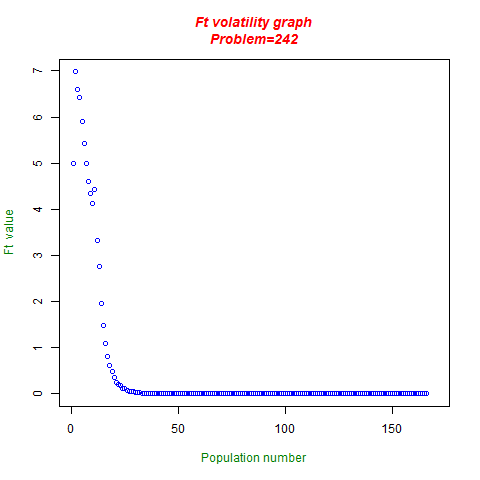 Ft volatility graph
Problem=242
7
6
5
4
3
2
1
0
Ft value
0 50 100 150
Population number